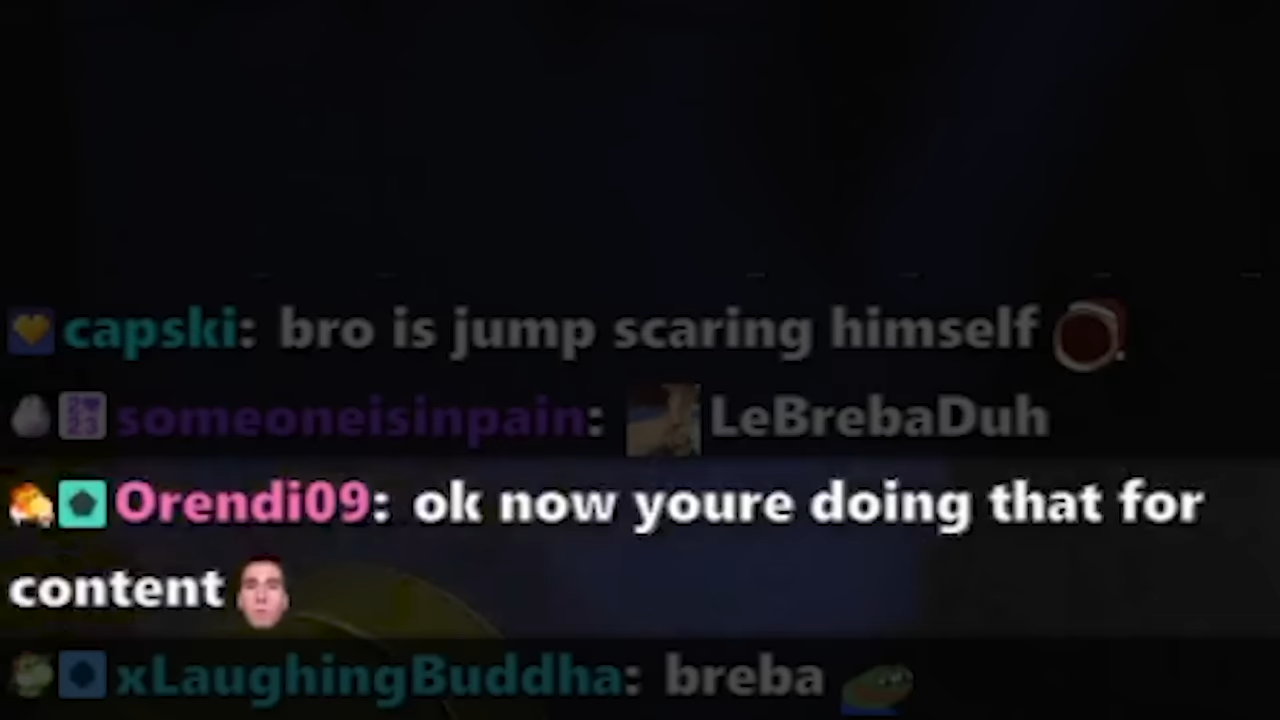 capski: bro is jump scaring himself
someoneisinpain: LeBrebaDuh
Orendi09: ok now youre doing that for
content
xLaughingBuddha: breba